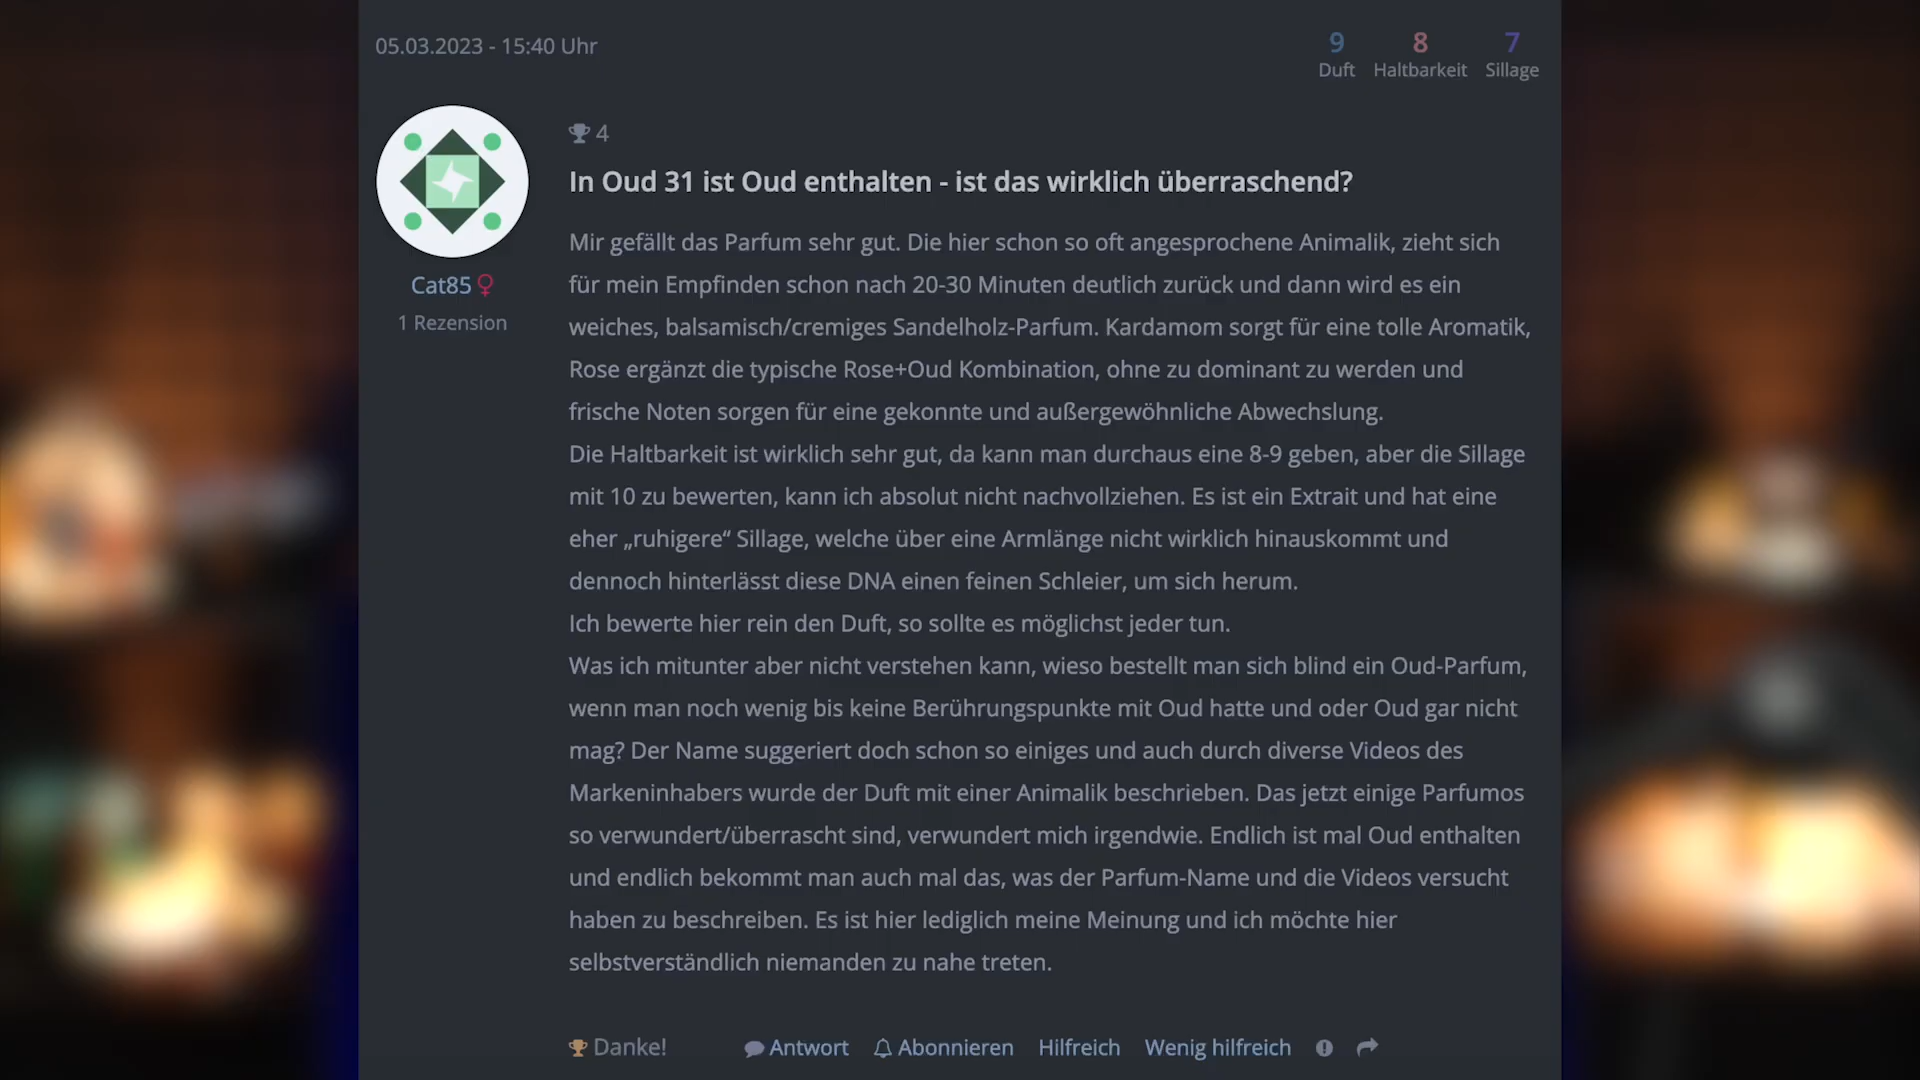 05.03.2023 - 15:40 Uhr
9 8 7
Duft Haltbarkeit Sillage
4
In Oud 31 ist Oud enthalten - ist das wirklich überraschend?
Cat85
1 Rezension
Mir gefällt das Parfum sehr gut. Die hier schon so oft angesprochene Animalik, zieht sich
für mein Empfinden schon nach 20-30 Minuten deutlich zurück und dann wird es ein
weiches, balsamisch/cremiges Sandelholz-Parfum. Kardamom sorgt für eine tolle Aromatik,
Rose ergänzt die typische Rose+Oud Kombination, ohne zu dominant zu werden und
frische Noten sorgen für eine gekonnte und außergewöhnliche Abwechslung.
Die Haltbarkeit ist wirklich sehr gut, da kann man durchaus eine 8-9 geben, aber die Sillage
mit 10 zu bewerten, kann ich absolut nicht nachvollziehen. Es ist ein Extrait und hat eine
eher „ruhigere“ Sillage, welche über eine Armlänge nicht wirklich hinauskommt und
dennoch hinterlässt diese DNA einen feinen Schleier, um sich herum.
Ich bewerte hier rein den Duft, so sollte es möglichst jeder tun.
Was ich mitunter aber nicht verstehen kann, wieso bestellt man sich blind ein Oud-Parfum,
wenn man noch wenig bis keine Berührungspunkte mit Oud hatte und oder Oud gar nicht
mag? Der Name suggeriert doch schon so einiges und auch durch diverse Videos des
Markeninhabers wurde der Duft mit einer Animalik beschrieben. Das jetzt einige Parfumos
so verwundert/überrascht sind, verwundert mich irgendwie. Endlich ist mal Oud enthalten
und endlich bekommt man auch mal das, was der Parfum-Name und die Videos versucht
haben zu beschreiben. Es ist hier lediglich meine Meinung und ich möchte hier
selbstverständlich niemanden zu nahe treten.
Danke! Antwort Abonnieren Hilfreich Wenig hilfreich